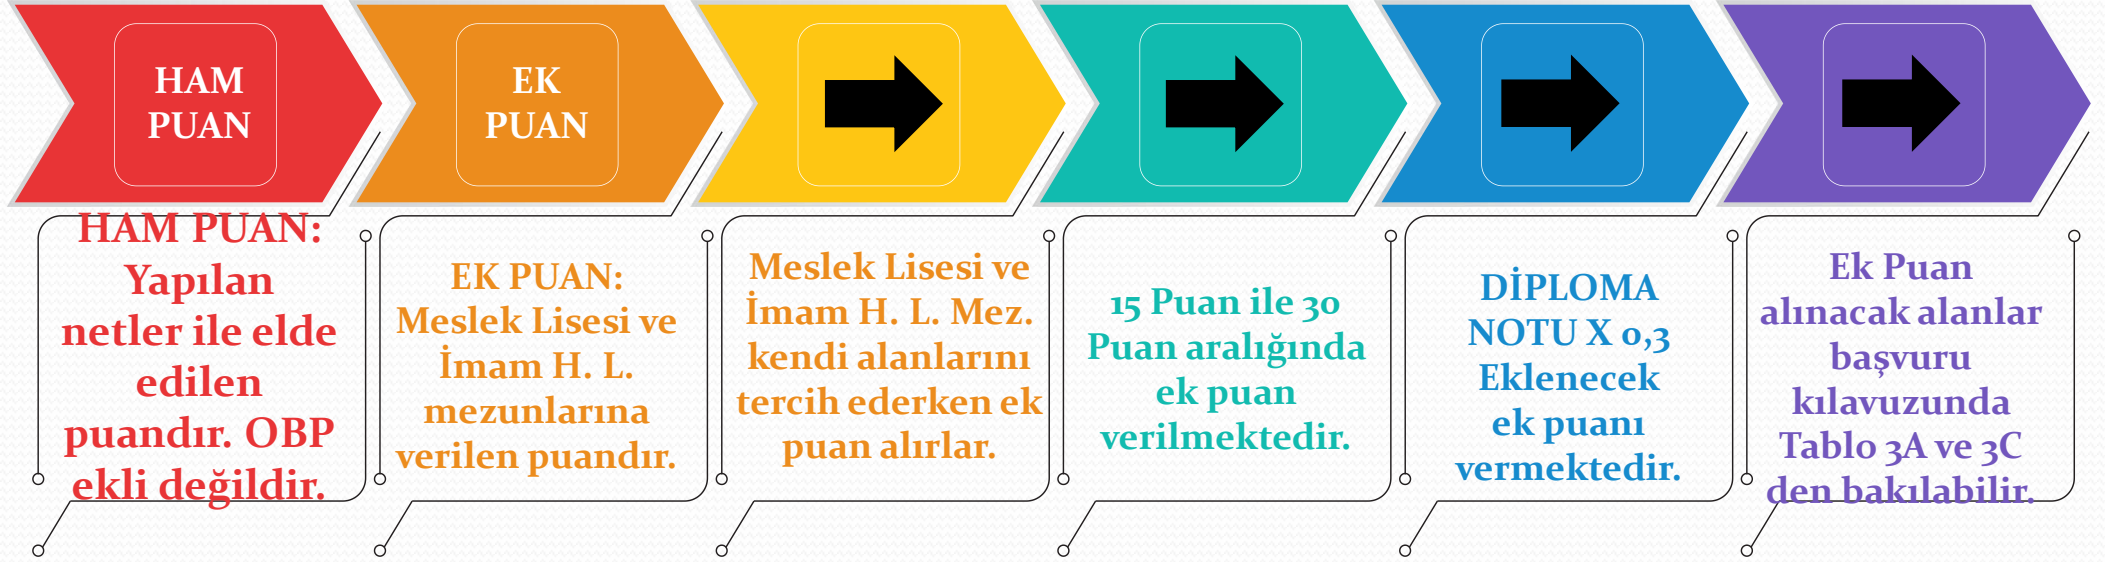 HAM
PUAN
EK
PUAN
HAM PUAN:
Yapılan
netler ile elde
edilen
puandır. OBP
ekli değildir.
EK PUAN:
Meslek Lisesi ve
İmam H. L.
mezunlarına
verilen puandır.
Meslek Lisesi ve
İmam H. L. Mez.
kendi alanlarını
tercih ederken ek
puan alırlar.
15 Puan ile 30
Puan aralığında
ek puan
verilmektedir.
DİPLOMA
NOTU X 0,3
Eklenecek
ek puanı
vermektedir.
Ek Puan
alınacak alanlar
başvuru
kılavuzunda
Tablo 3A ve 3C
den bakılabilir.